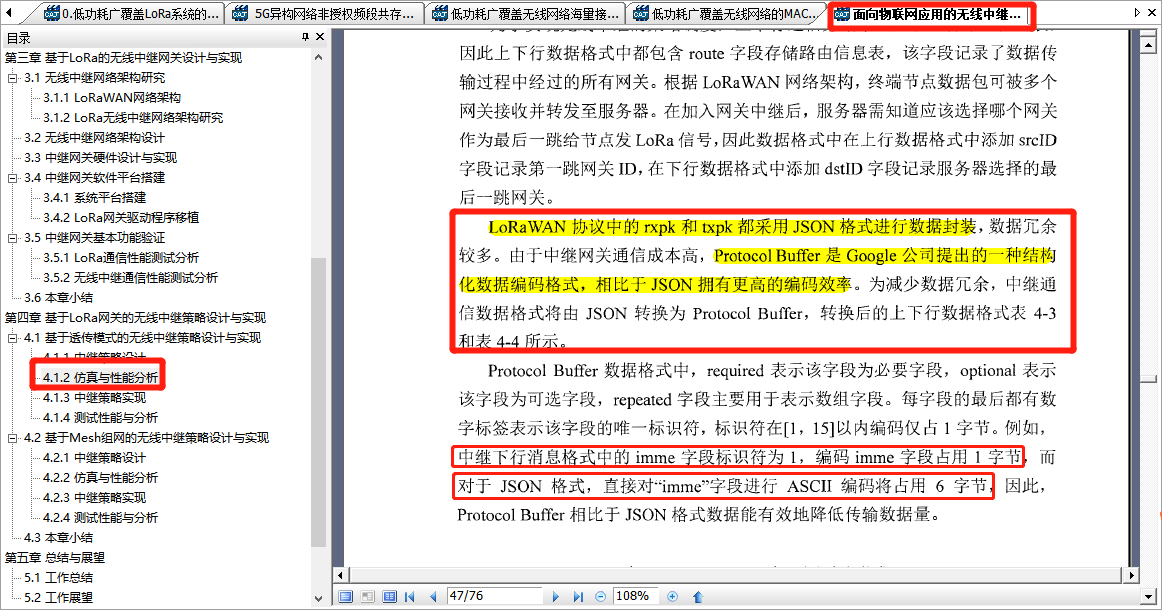 0.低功耗广覆盖LoRa系统的...
5G异构网络非授权频段共存...
低功耗广覆盖无线网络海量接...
低功耗广覆盖无线网络的MAC...
面向物联网应用的无线中继...
目录
第三章 基于LoRa的无线中继网关设计与实现
3.1 无线中继网络架构研究
3.1.1 LoRaWAN网络架构
3.1.2 LoRa无线中继网络架构研究
3.2 无线中继网络架构设计
3.3 中继网关硬件设计与实现
3.4 中继网关软件平台搭建
3.4.1 系统平台搭建
3.4.2 LoRa网关驱动程序移植
3.5 中继网关基本功能验证
3.5.1 LoRa通信性能测试分析
3.5.2 无线中继通信性能测试分析
3.6 本章小结
第四章 基于LoRa网关的无线中继策略设计与实现
4.1 基于透传模式的无线中继策略设计与实现
4.1.1 中继策略设计
4.1.2 仿真与性能分析
4.1.3 中继策略实现
4.1.4 测试性能与分析
4.2 基于Mesh组网的无线中继策略设计与实现
4.2.1 中继策略设计
4.2.2 仿真与性能分析
4.2.3 中继策略实现
4.2.4 测试性能与分析
4.3 本章小结
第五章 总结与展望
5.1 工作总结
5.2 工作展望
因此上下行数据格式中都包含 route 字段存储路由信息表，该字段记录了数据传
输过程中经过的所有网关。根据 LoRaWAN 网络架构，终端节点数据包可被多个
网关接收并转发至服务器。在加入网关中继后，服务器需知道应该选择哪个网关
作为最后一跳给节点发 LoRa 信号，因此数据格式中在上行数据格式中添加 srcID
字段记录第一跳网关 ID，在下行数据格式中添加 dstID 字段记录服务器选择的最
后一跳网关。
LoRaWAN 协议中的 rxpk 和 txpk 都采用 JSON 格式进行数据封装，数据冗余
较多。由于中继网关通信成本高，Protocol Buffer 是 Google 公司提出的一种结构
化数据编码格式，相比于 JSON 拥有更高的编码效率。为减少数据冗余，中继通
信数据格式将由 JSON 转换为 Protocol Buffer，转换后的上下行数据格式表 4-3
和表 4-4 所示。
Protocol Buffer 数据格式中，required 表示该字段为必要字段，optional 表示
该字段为可选字段，repeated 字段主要用于表示数组字段。每字段的最后都有数
字标签表示该字段的唯一标识符，标识符在[1，15]以内编码仅占 1 字节。例如，
中继下行消息格式中的 imme 字段标识符为 1，编码 imme 字段占用 1 字节，而
对于 JSON 格式，直接对“imme”字段进行 ASCII 编码将占用 6 字节，因此，
Protocol Buffer 相比于 JSON 格式数据能有效地降低传输数据量。
47/76
108%